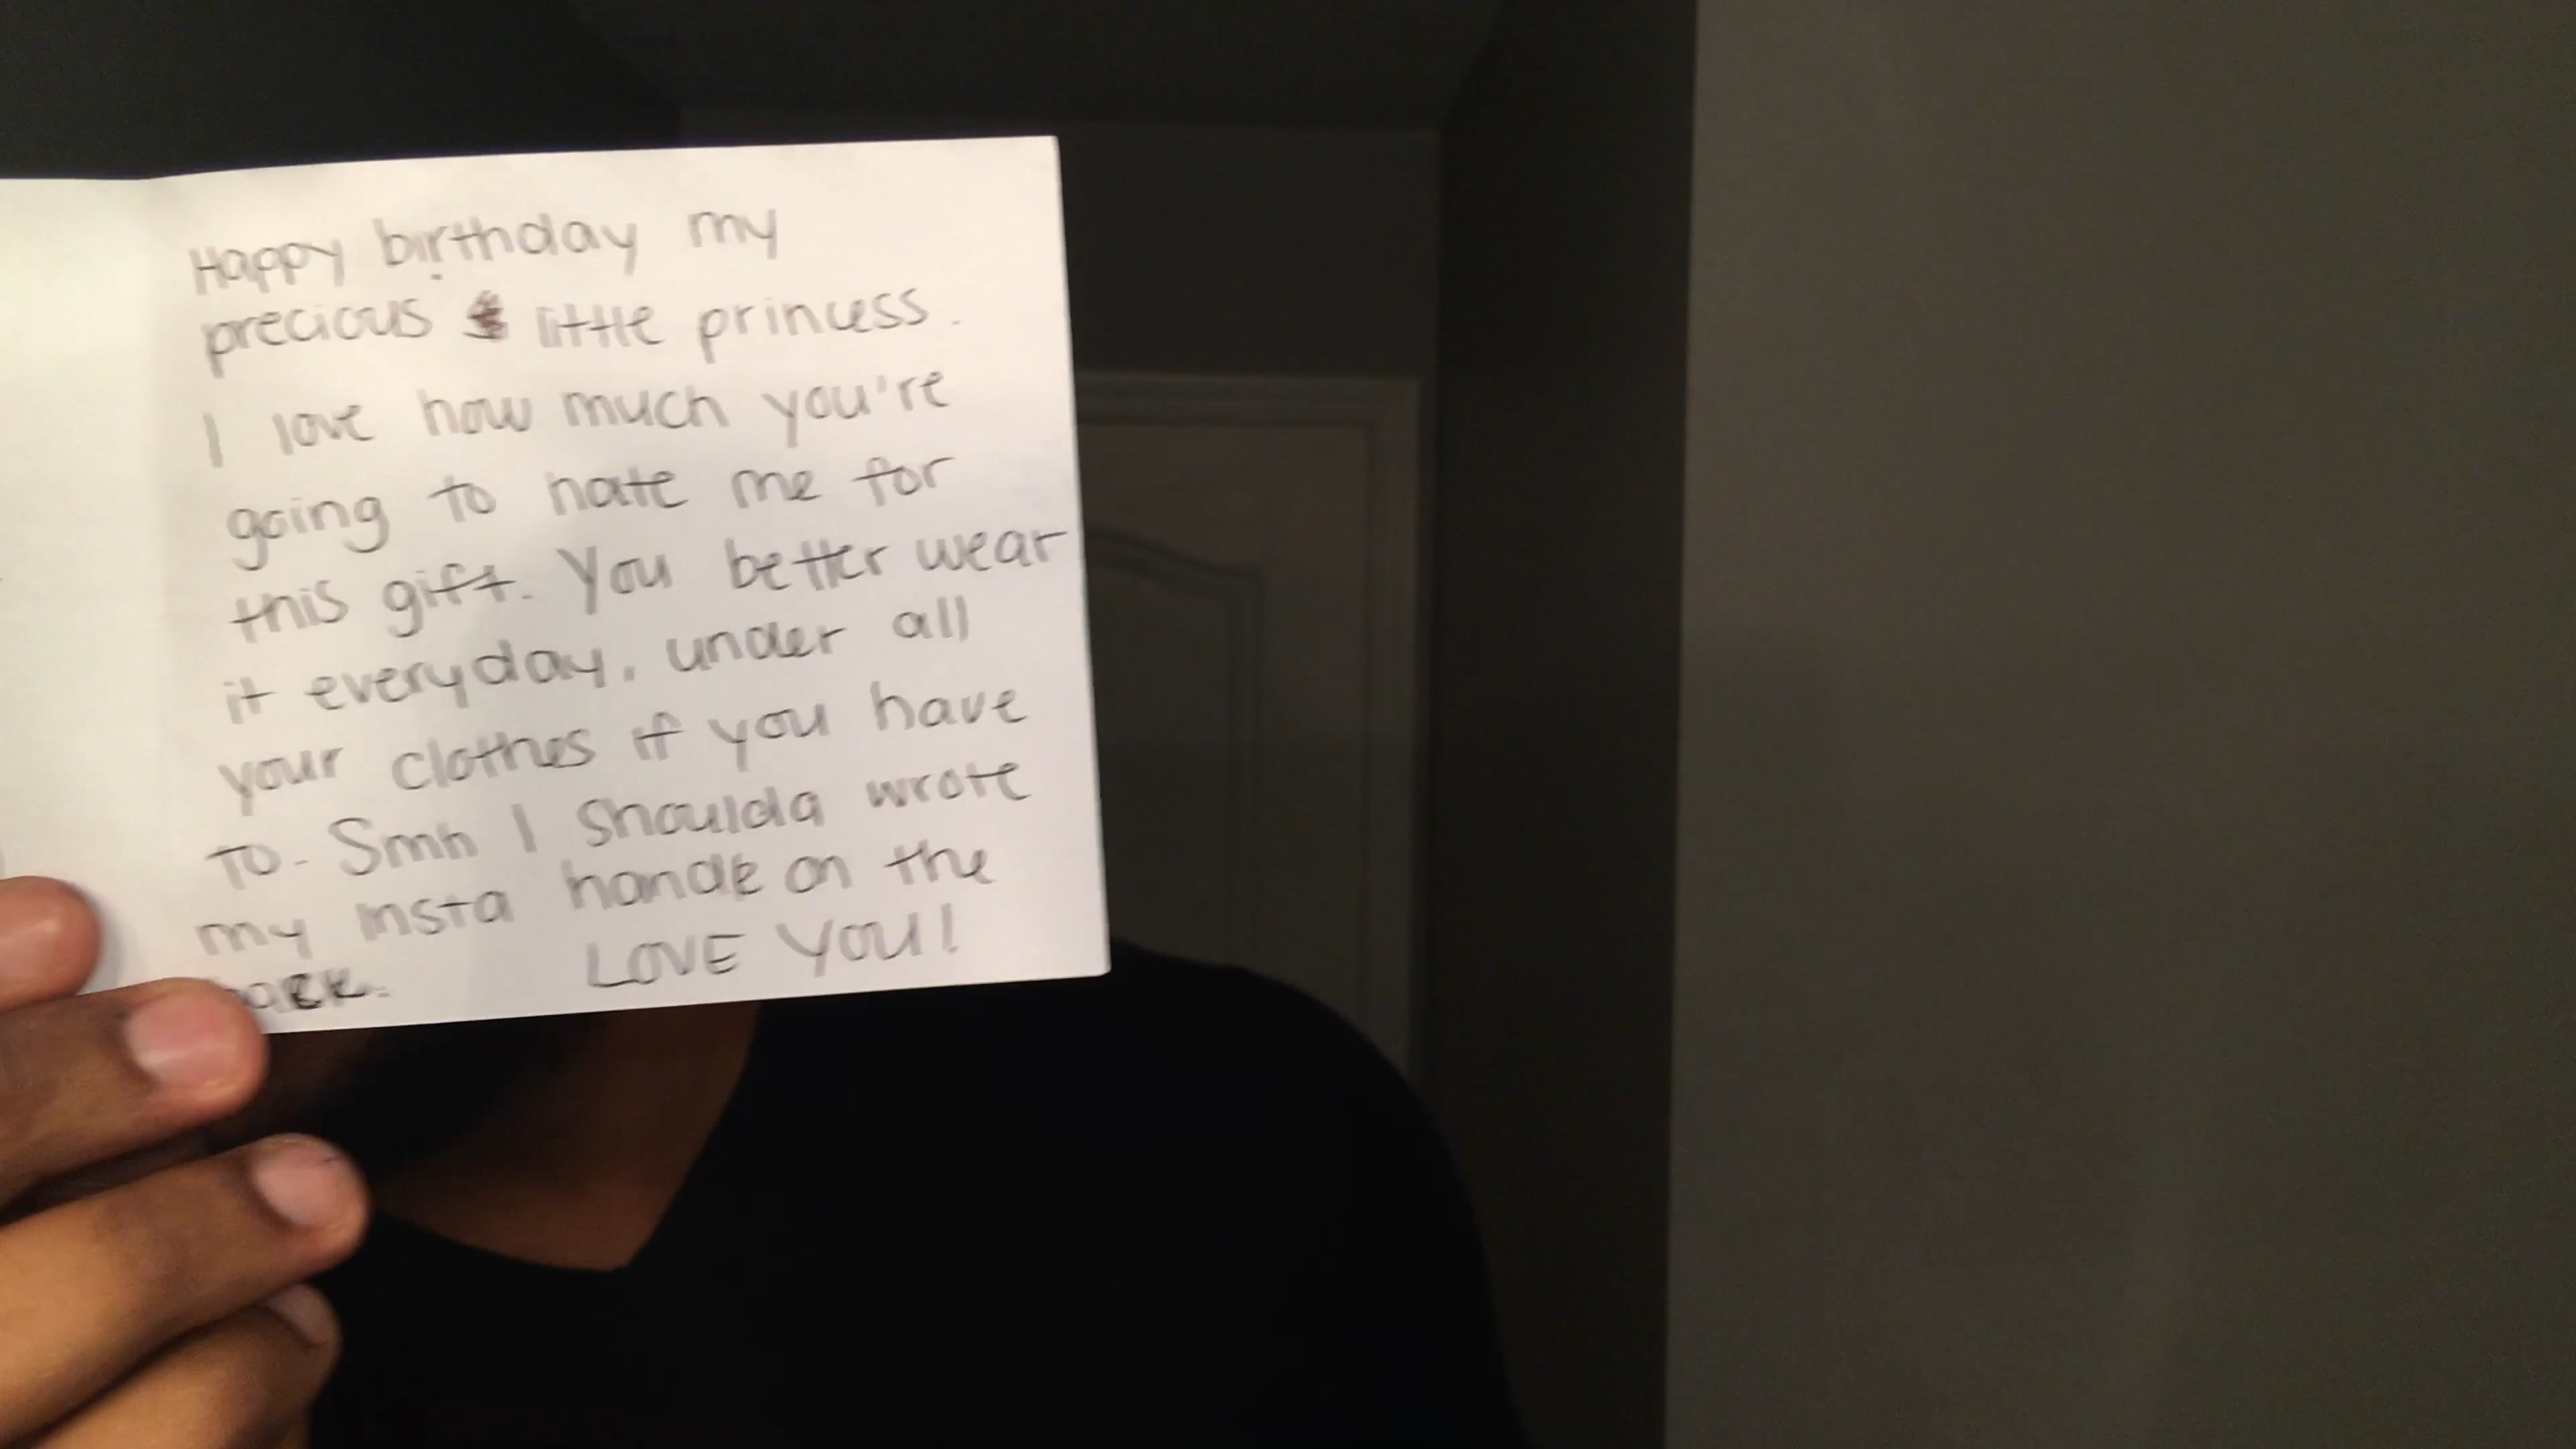 Happy birthday my
precious little princess.
I love how much you're
going to hate me for
this gift. You better wear
it everyday, under all
your clothes if you have
to. Smh I shoulda wrote
my insta handle on the
back. LOVE YOU!